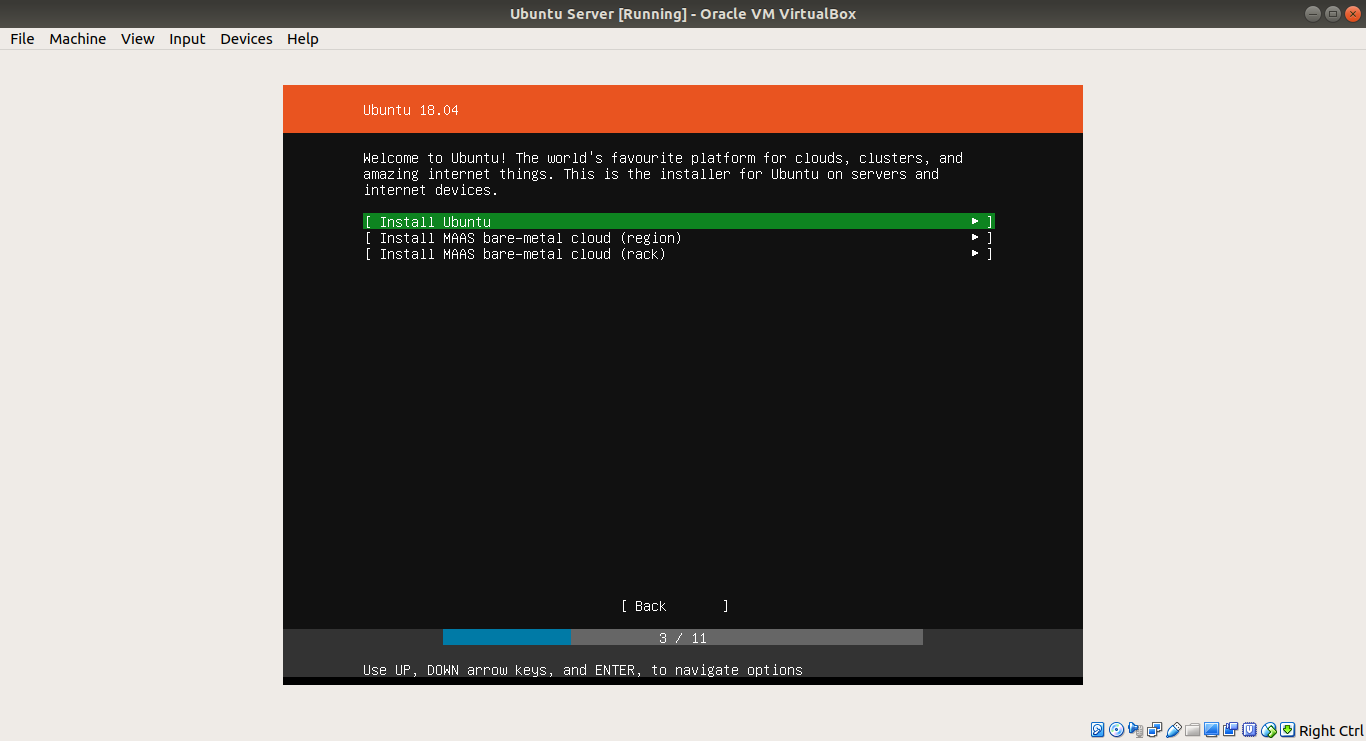 Ubuntu Server [Running] - Oracle VM VirtualBox
File Machine View Input Devices Help
Ubuntu 18.04
Welcome to Ubuntu! The world's favourite platform for clouds, clusters, and
amazing internet things. This is the installer for Ubuntu on servers and
internet devices.
[ Install Ubuntu ► ]
[ Install MAAS bare-metal cloud (region) ► ]
[ Install MAAS bare-metal cloud (rack) ► ]
[ Back ]
3 / 11
Use UP, DOWN arrow keys, and ENTER, to navigate options
Right Ctrl